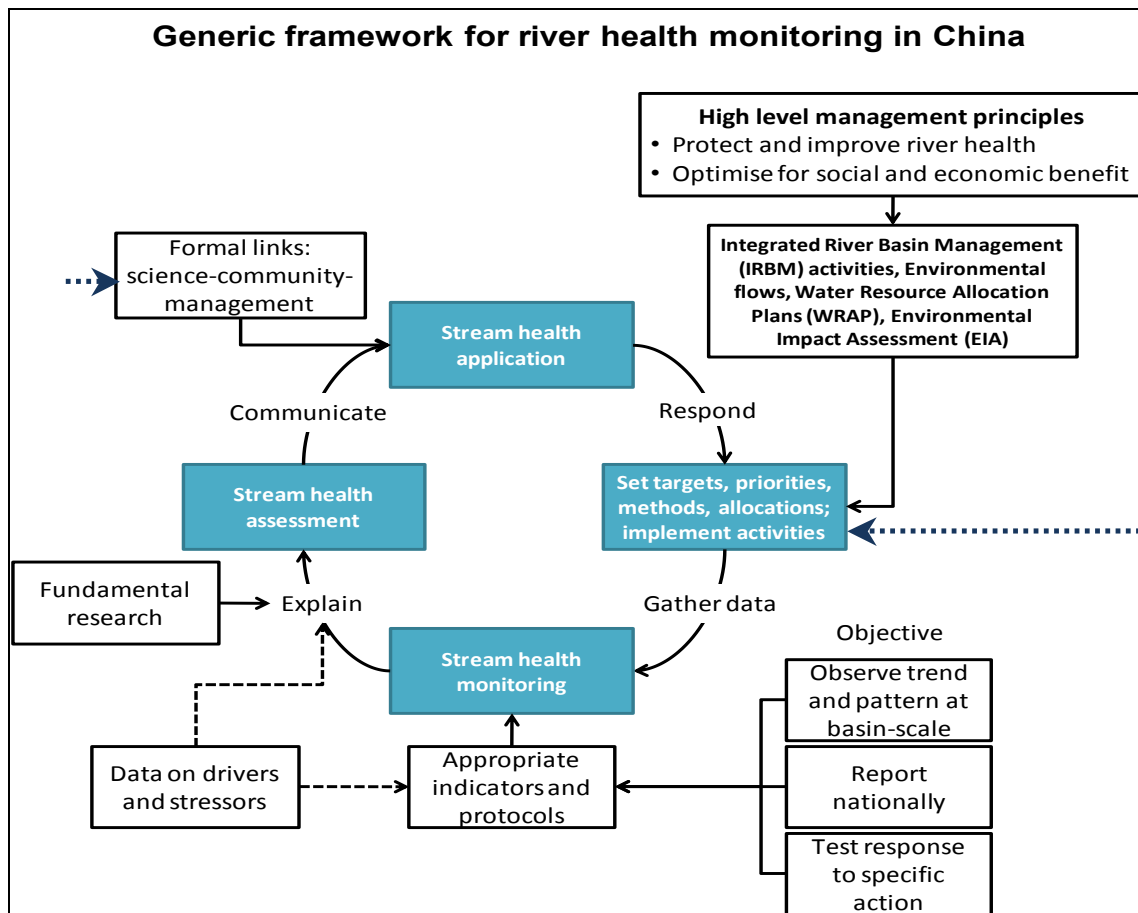 Generic framework for river health monitoring in China
High level management principles
• Protect and improve river health
• Optimise for social and economic benefit
Formal links:
science-community-
management
Integrated River Basin Management
(IRBM) activities, Environmental
flows, Water Resource Allocation
Plans (WRAP), Environmental
Impact Assessment (EIA)
Stream health
application
Communicate
Respond
Stream health
assessment
Set targets, priorities,
methods, allocations;
implement activities
Fundamental
research
Explain
Gather data
Stream health
monitoring
Objective
Observe trend
and pattern at
basin-scale
Data on drivers
and stressors
Appropriate
indicators and
protocols
Report
nationally
Test response
to specific
action